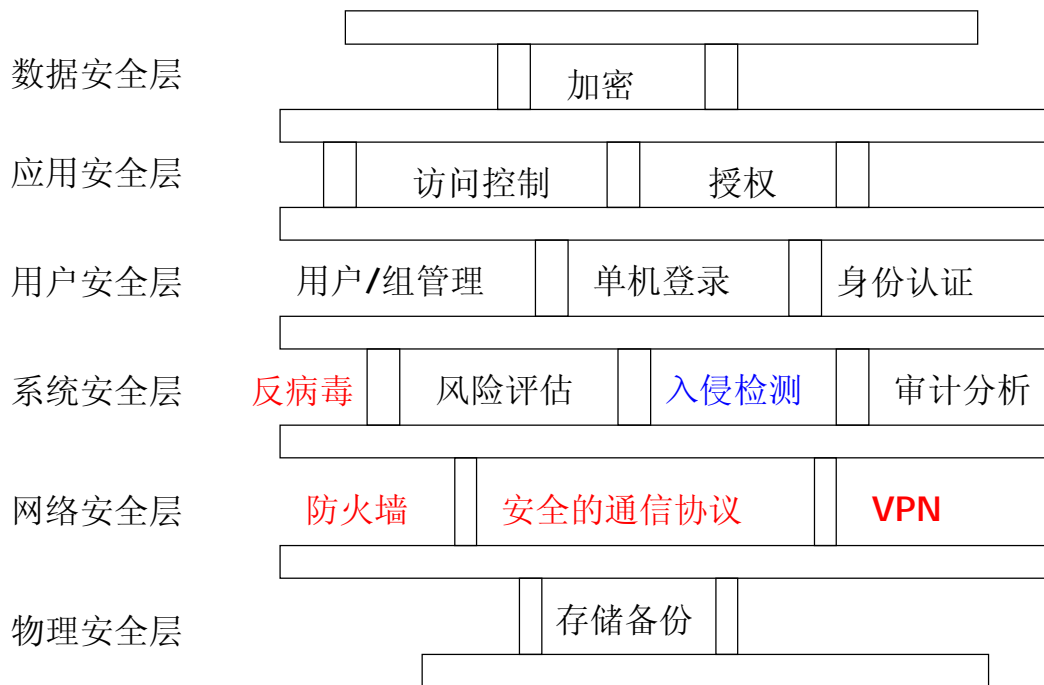 数据安全层 加密
应用安全层 访问控制 授权
用户安全层 用户/组管理 单机登录 身份认证
系统安全层 反病毒 风险评估 入侵检测 审计分析
网络安全层 防火墙 安全的通信协议 VPN
物理安全层 存储备份